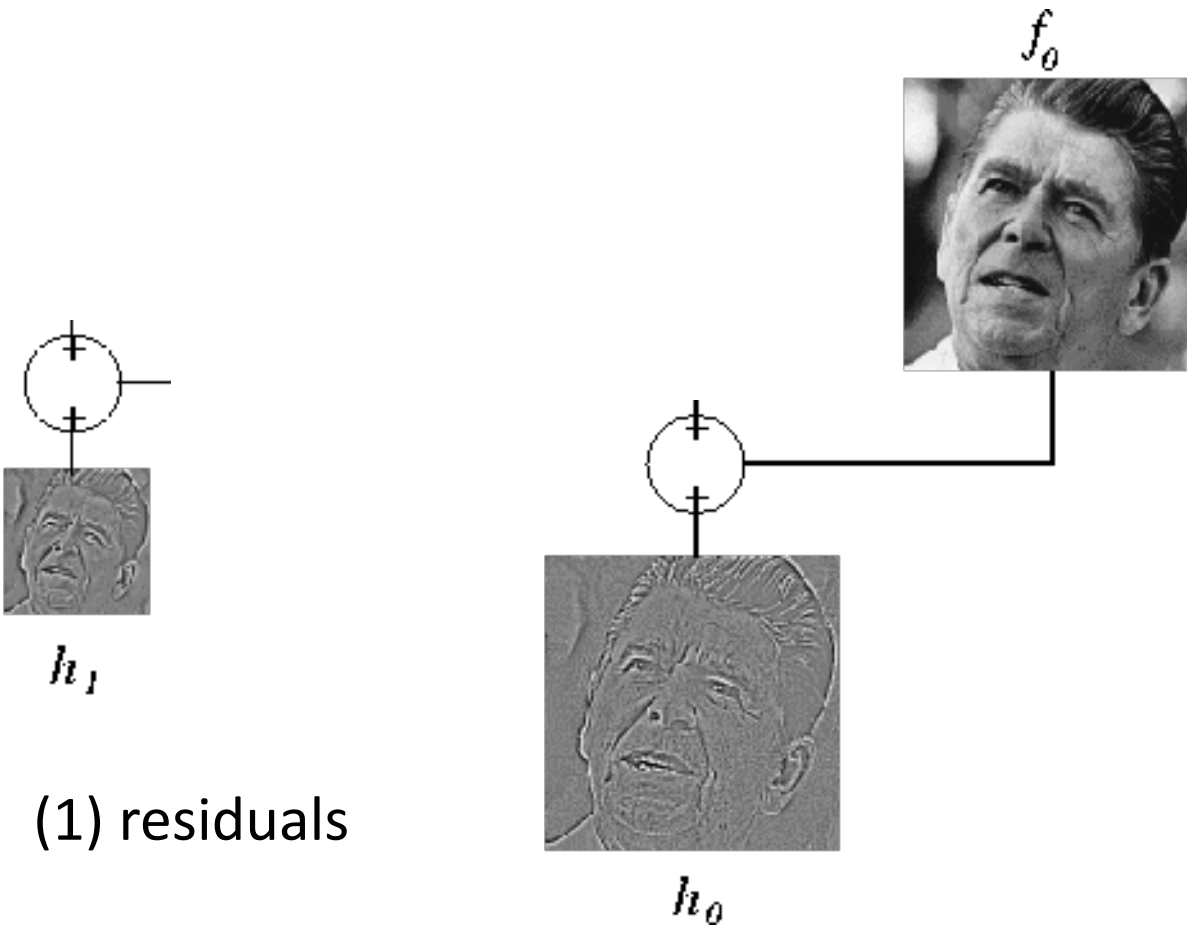 f₀
+
+
+
+
h₁
(1) residuals
h₀